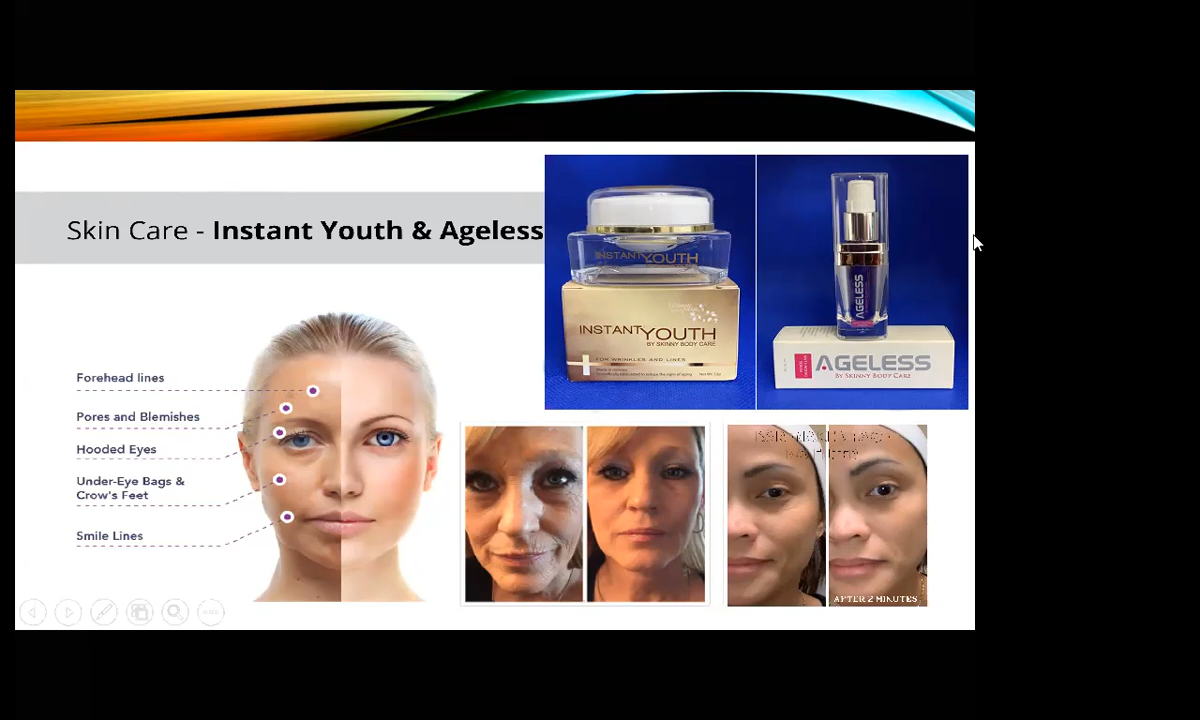 Skin Care - Instant Youth & Ageless
INSTANT YOUTH
INSTANT YOUTH
BY SKINNY BODY CARE
FOR WRINKLES AND LINES
AGELESS
AGELESS
BY SKINNY BODY CARE
Forehead lines
Pores and Blemishes
Hooded Eyes
Under-Eye Bags &
Crow's Feet
Smile Lines
AFTER 2 MINUTES